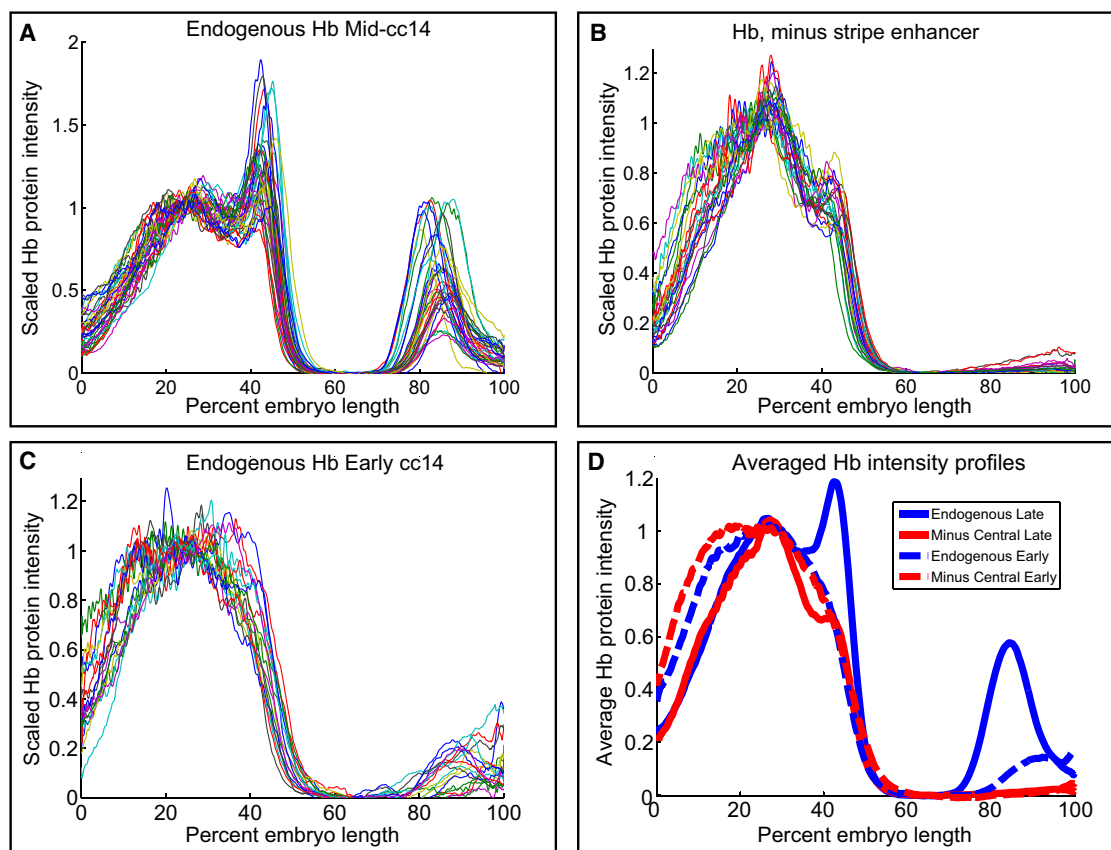 A
Endogenous Hb Mid-cc14
Scaled Hb protein intensity
2
1.5
1
0.5
0
0 20 40 60 80 100
Percent embryo length
B
Hb, minus stripe enhancer
Scaled Hb protein intensity
1.2
1
0.8
0.6
0.4
0.2
0
0 20 40 60 80 100
Percent embryo length
C
Endogenous Hb Early cc14
Scaled Hb protein intensity
1.2
1
0.8
0.6
0.4
0.2
0
0 20 40 60 80 100
Percent embryo length
D
Averaged Hb intensity profiles
Average Hb protein intensity
1.2
1
0.8
0.6
0.4
0.2
0
0 20 40 60 80 100
Percent embryo length
Endogenous Late
Minus Central Late
Endogenous Early
Minus Central Early